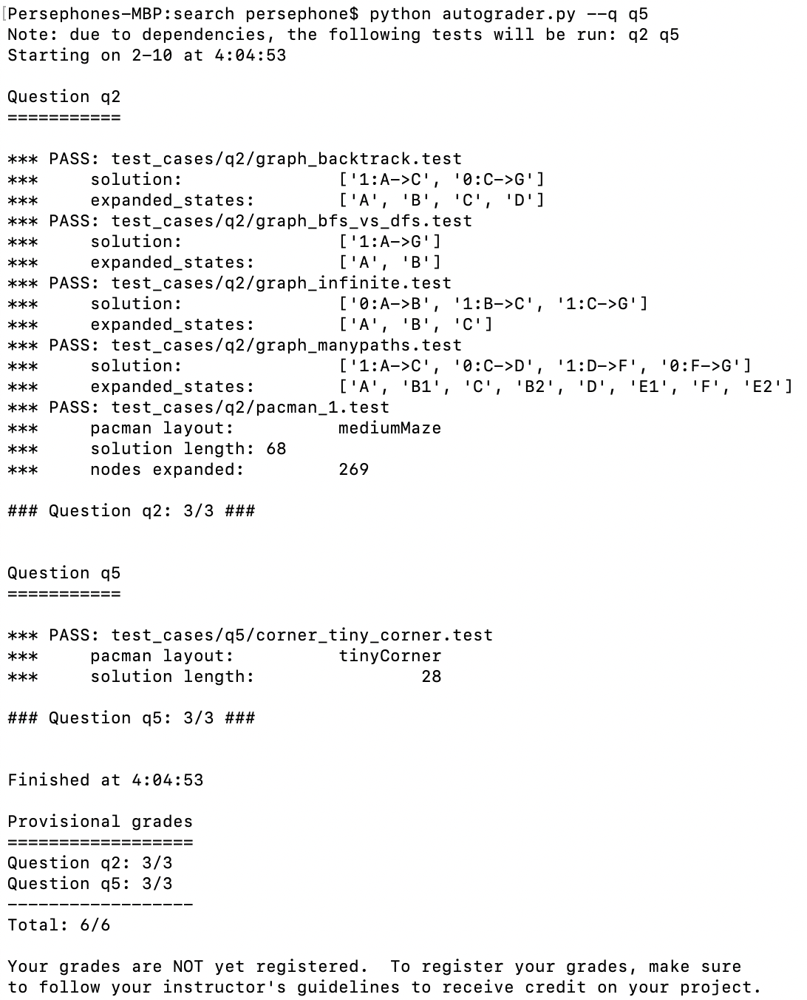 [Persephones-MBP:search persephone$ python autograder.py --q q5
Note: due to dependencies, the following tests will be run: q2 q5
Starting on 2-10 at 4:04:53

Question q2
===========

*** PASS: test_cases/q2/graph_backtrack.test
***     solution:               ['1:A->C', '0:C->G']
***     expanded_states:        ['A', 'B', 'C', 'D']
*** PASS: test_cases/q2/graph_bfs_vs_dfs.test
***     solution:               ['1:A->G']
***     expanded_states:        ['A', 'B']
*** PASS: test_cases/q2/graph_infinite.test
***     solution:               ['0:A->B', '1:B->C', '1:C->G']
***     expanded_states:        ['A', 'B', 'C']
*** PASS: test_cases/q2/graph_manypaths.test
***     solution:               ['1:A->C', '0:C->D', '1:D->F', '0:F->G']
***     expanded_states:        ['A', 'B1', 'C', 'B2', 'D', 'E1', 'F', 'E2']
*** PASS: test_cases/q2/pacman_1.test
***     pacman layout:          mediumMaze
***     solution length: 68
***     nodes expanded:         269

### Question q2: 3/3 ###


Question q5
===========

*** PASS: test_cases/q5/corner_tiny_corner.test
***     pacman layout:          tinyCorner
***     solution length:                28

### Question q5: 3/3 ###


Finished at 4:04:53

Provisional grades
==================
Question q2: 3/3
Question q5: 3/3
------------------
Total: 6/6

Your grades are NOT yet registered.  To register your grades, make sure
to follow your instructor's guidelines to receive credit on your project.